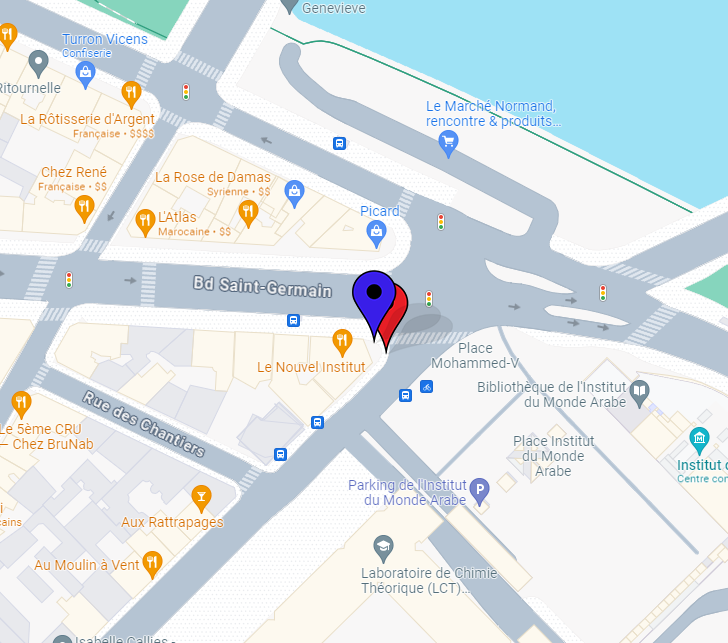 Genevieve
Turron Vicens
Confiserie
Ritournelle
La Rôtisserie d'Argent
Française • $$$$
Le Marché Normand,
rencontre & produits...
Chez René
Française • $$
La Rose de Damas
Syrienne • $$
L'Atlas
Marocaine • $$
Picard
Bd Saint-Germain
Le Nouvel Institut
Place
Mohammed-V
Bibliothèque de l'Institut
du Monde Arabe
Rue des Chantiers
Le 5ème CRU
— Chez BruNab
Place Institut
du Monde
Arabe
Institut d
Centre cor
Parking de l'Institut
du Monde Arabe
P
cains
Aux Rattrapages
Au Moulin à Vent
Laboratoire de Chimie
Théorique (LCT)...
Isabelle Callies -